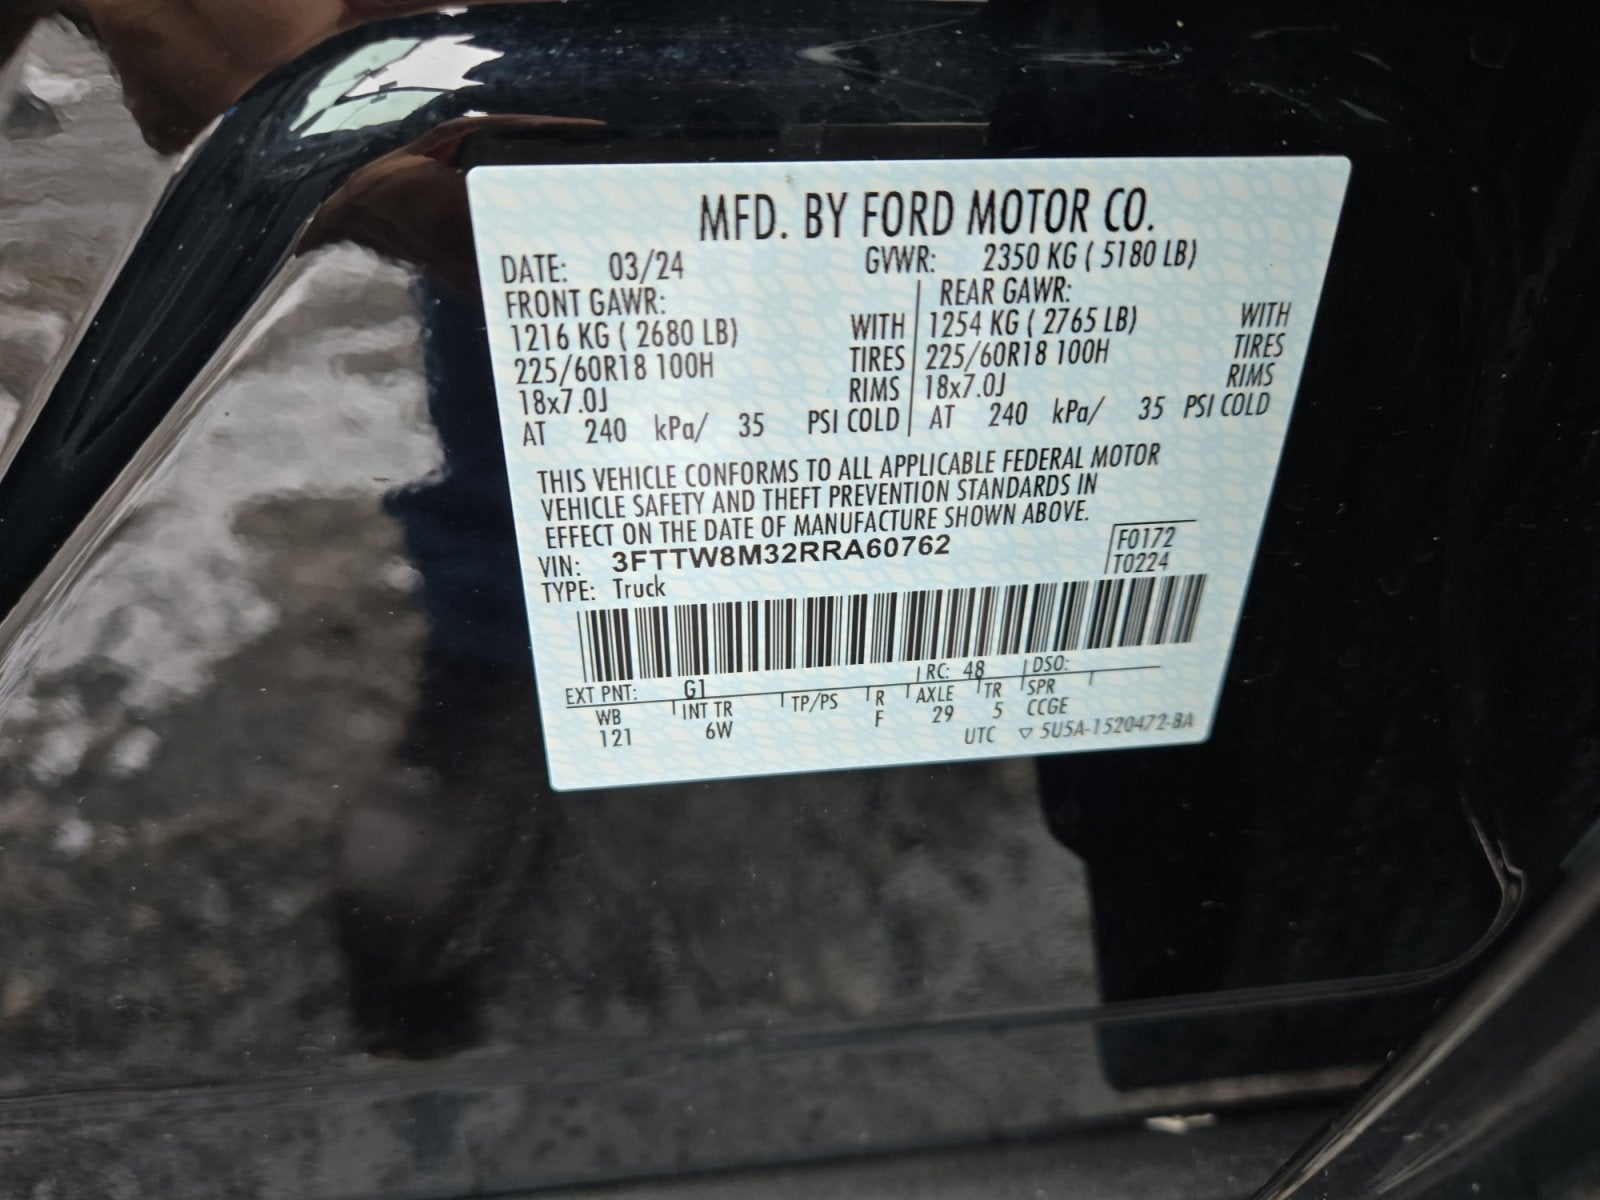 MFD. BY FORD MOTOR CO.
DATE: 03/24 GVWR: 2350 KG ( 5180 LB)
FRONT GAWR: REAR GAWR:
1216 KG ( 2680 LB) WITH 1254 KG ( 2765 LB) WITH
225/60R18 100H TIRES 225/60R18 100H TIRES
18x7.0J RIMS 18x7.0J RIMS
AT 240 kPa/ 35 PSI COLD AT 240 kPa/ 35 PSI COLD
THIS VEHICLE CONFORMS TO ALL APPLICABLE FEDERAL MOTOR
VEHICLE SAFETY AND THEFT PREVENTION STANDARDS IN
EFFECT ON THE DATE OF MANUFACTURE SHOWN ABOVE.
VIN: 3FTTW8M32RRA60762 F0172
TYPE: Truck T0224
EXT PNT: G1 RC: 48 DSO:
WB INT TR TP/PS R AXLE TR SPR
121 6W F 29 5 CCGE
UTC ▽ 5U5A-1520472-BA